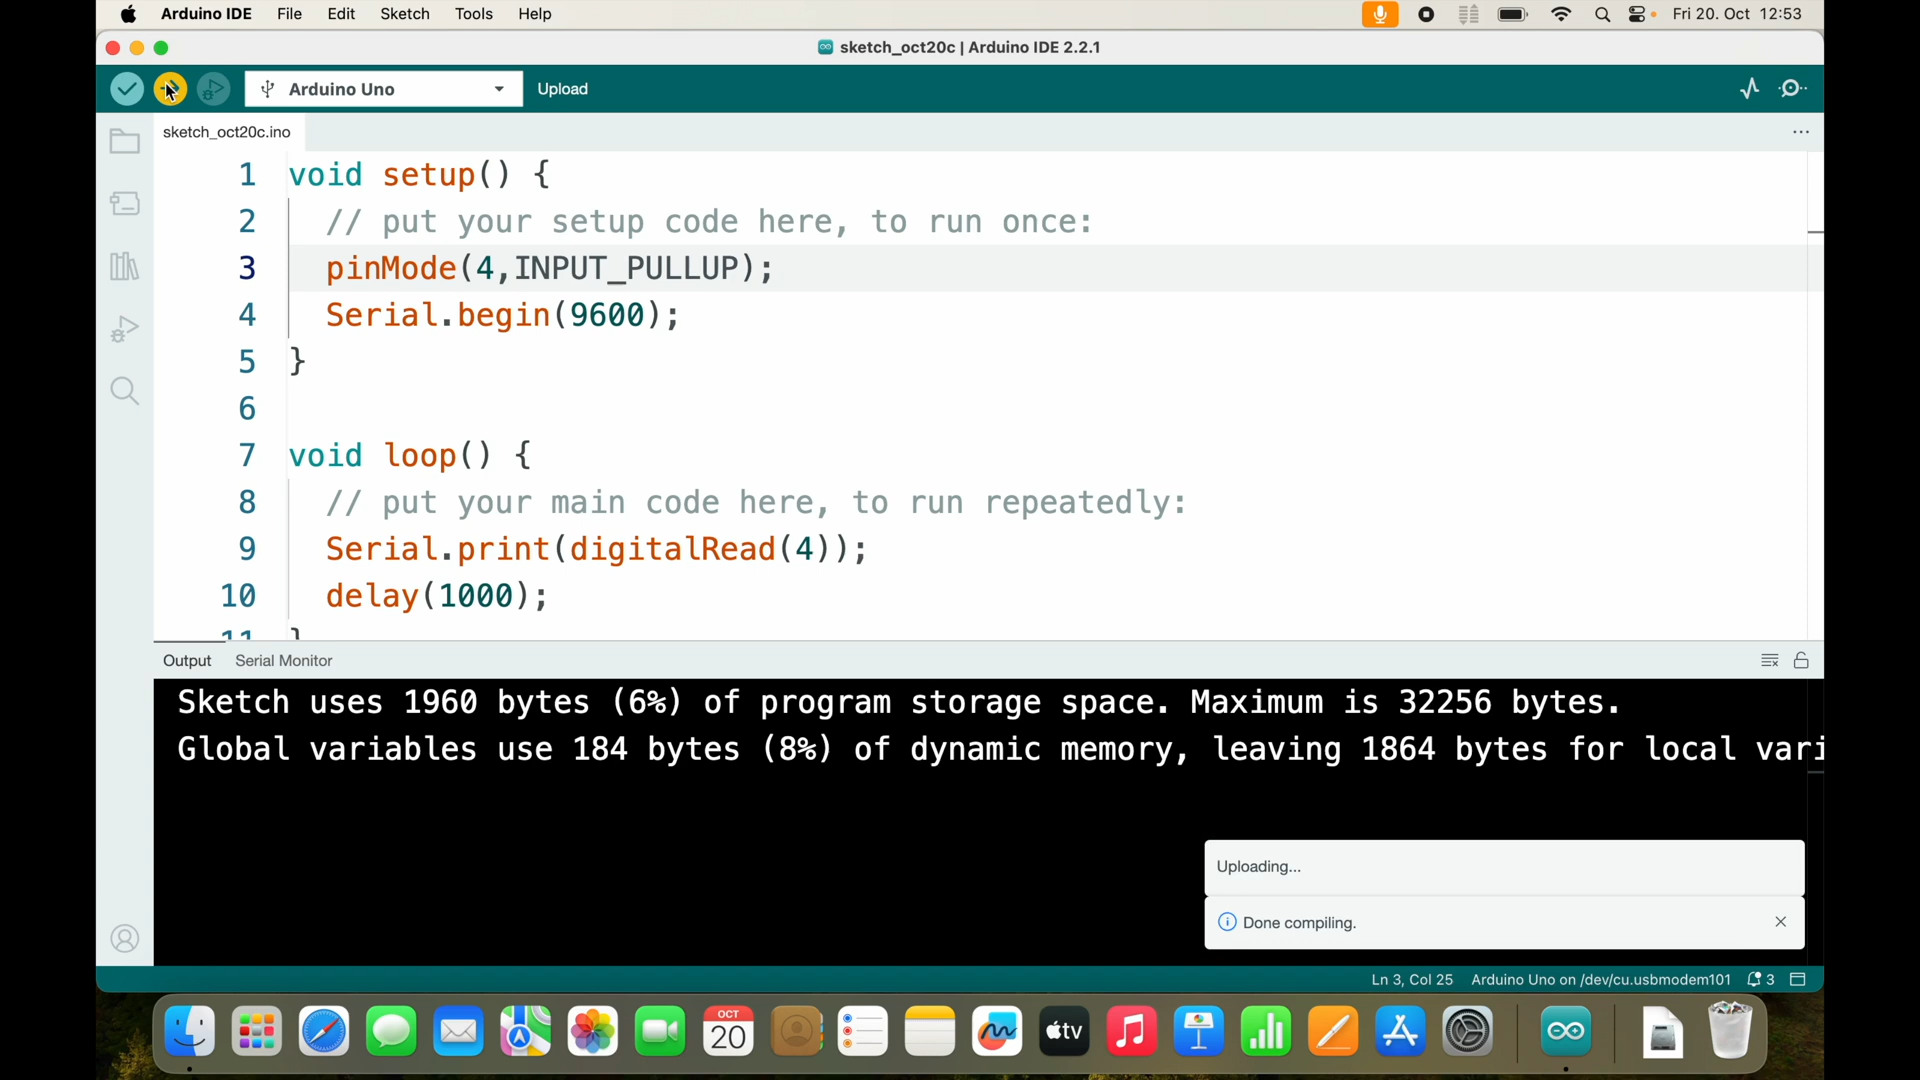 Arduino IDE File Edit Sketch Tools Help Fri 20. Oct 12:53
sketch_oct20c | Arduino IDE 2.2.1
Arduino Uno Upload
sketch_oct20c.ino
1 void setup() {
2 // put your setup code here, to run once:
3 pinMode(4,INPUT_PULLUP);
4 Serial.begin(9600);
5 }
6
7 void loop() {
8 // put your main code here, to run repeatedly:
9 Serial.print(digitalRead(4));
10 delay(1000);
11 }
Output Serial Monitor
Sketch uses 1960 bytes (6%) of program storage space. Maximum is 32256 bytes.
Global variables use 184 bytes (8%) of dynamic memory, leaving 1864 bytes for local vari
Uploading...
Done compiling.
Ln 3, Col 25 Arduino Uno on /dev/cu.usbmodem101 3
OCT
20
tv